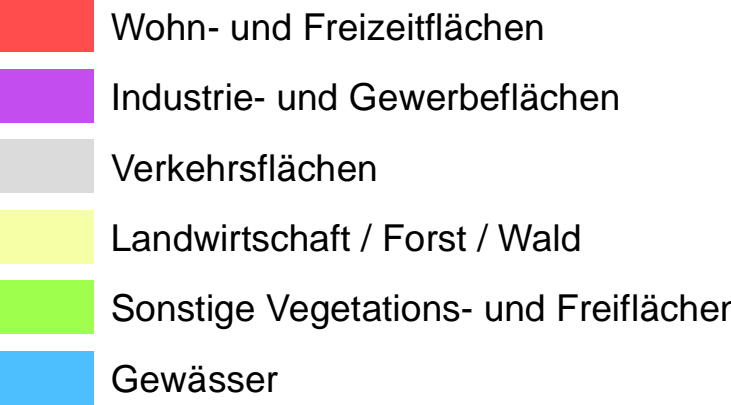 Wohn- und Freizeitflächen
Industrie- und Gewerbeflächen
Verkehrsflächen
Landwirtschaft / Forst / Wald
Sonstige Vegetations- und Freiflächen
Gewässer